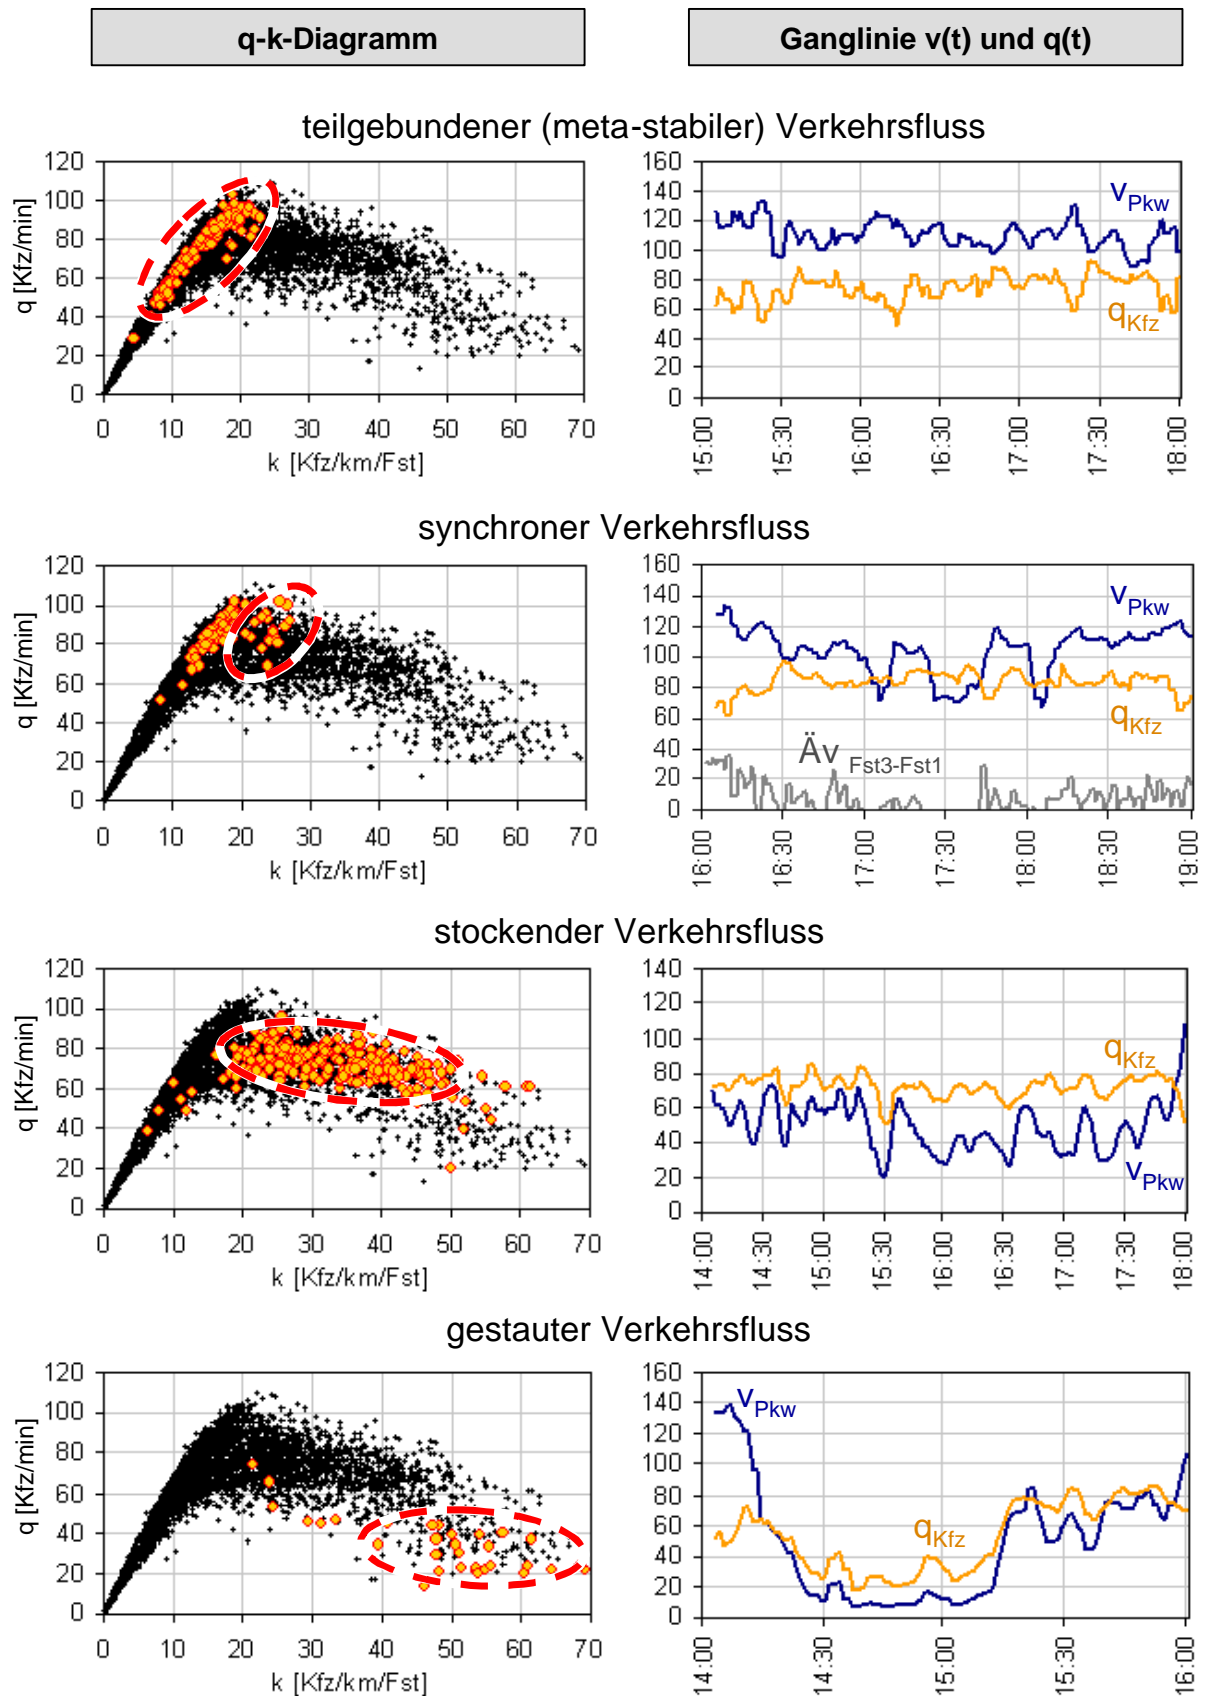 q-k-Diagramm
Ganglinie v(t) und q(t)
teilgebundener (meta-stabiler) Verkehrsfluss
q [Kfz/min]
120
100
80
60
40
20
0
0 10 20 30 40 50 60 70
k [Kfz/km/Fst]
160
140
120
100
80
60
40
20
0
vPkw
qKfz
15:00 15:30 16:00 16:30 17:00 17:30 18:00
synchroner Verkehrsfluss
q [Kfz/min]
120
100
80
60
40
20
0
0 10 20 30 40 50 60 70
k [Kfz/km/Fst]
160
140
120
100
80
60
40
20
0
vPkw
qKfz
Äv Fst3-Fst1
16:00 16:30 17:00 17:30 18:00 18:30 19:00
stockender Verkehrsfluss
q [Kfz/min]
120
100
80
60
40
20
0
0 10 20 30 40 50 60 70
k [Kfz/km/Fst]
140
120
100
80
60
40
20
0
qKfz
vPkw
14:00 14:30 15:00 15:30 16:00 16:30 17:00 17:30 18:00
gestauter Verkehrsfluss
q [Kfz/min]
120
100
80
60
40
20
0
0 10 20 30 40 50 60 70
k [Kfz/km/Fst]
160
140
120
100
80
60
40
20
0
vPkw
qKfz
14:00 14:30 15:00 15:30 16:00